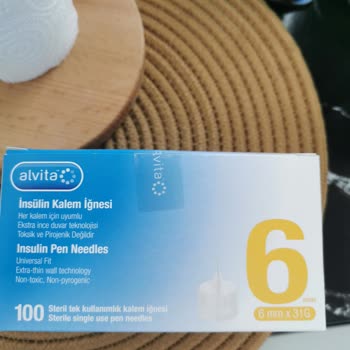 alvita
alvita
İnsülin Kalem İğnesi
Her kalem için uyumlu
Ekstra ince duvar teknolojisi
Toksik ve Pirojenik Değildir
Insulin Pen Needles
Universal Fit
Extra-thin wall technology
Non-toxic, Non-pyrogenic
6
6 mm x 31G
100 Steril tek kullanımlık kalem iğnesi
Sterile single use pen needles